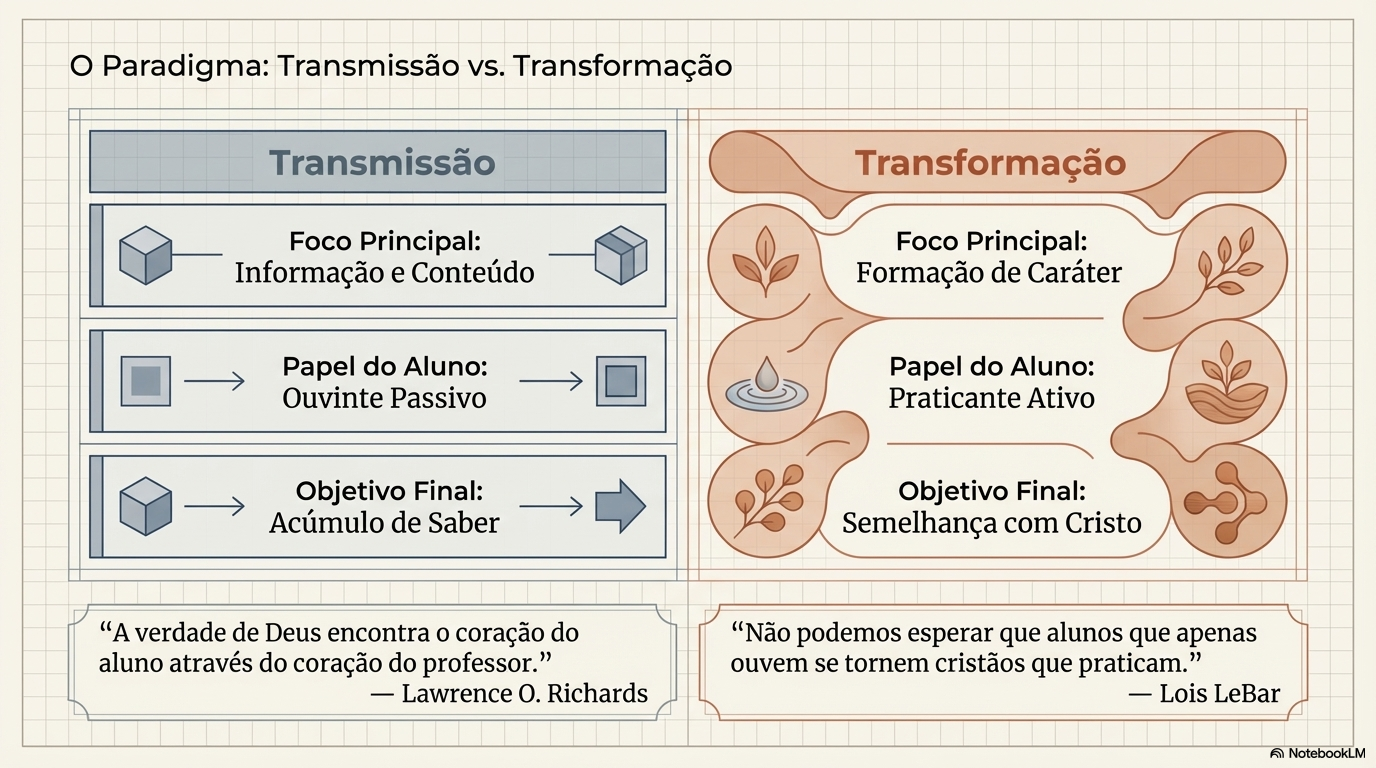 O Paradigma: Transmissão vs. Transformação
Transmissão
Foco Principal:
Informação e Conteúdo
Papel do Aluno:
Ouvinte Passivo
Objetivo Final:
Acúmulo de Saber
“A verdade de Deus encontra o coração do
aluno através do coração do professor.”
— Lawrence O. Richards
Transformação
Foco Principal:
Formação de Caráter
Papel do Aluno:
Praticante Ativo
Objetivo Final:
Semelhança com Cristo
“Não podemos esperar que alunos que apenas
ouvem se tornem cristãos que praticam.”
— Lois LeBar
NotebookLM